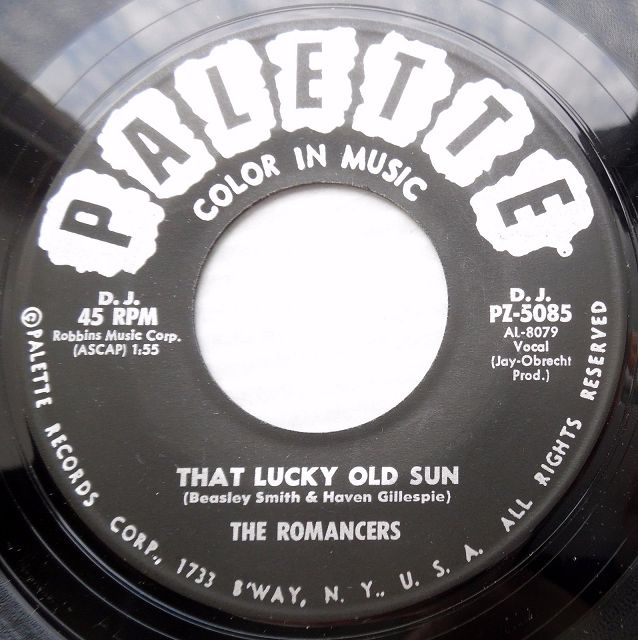 PALETTE
COLOR IN MUSIC
D. J.
45 RPM
Robbins Music Corp.
(ASCAP) 1:55
D. J.
PZ-5085
AL-8079
Vocal
(Jay-Obrecht
Prod.)
THAT LUCKY OLD SUN
(Beasley Smith & Haven Gillespie)
THE ROMANCERS
©PALETTE RECORDS CORP., 1733 B'WAY, N. Y., U. S. A. ALL RIGHTS RESERVED